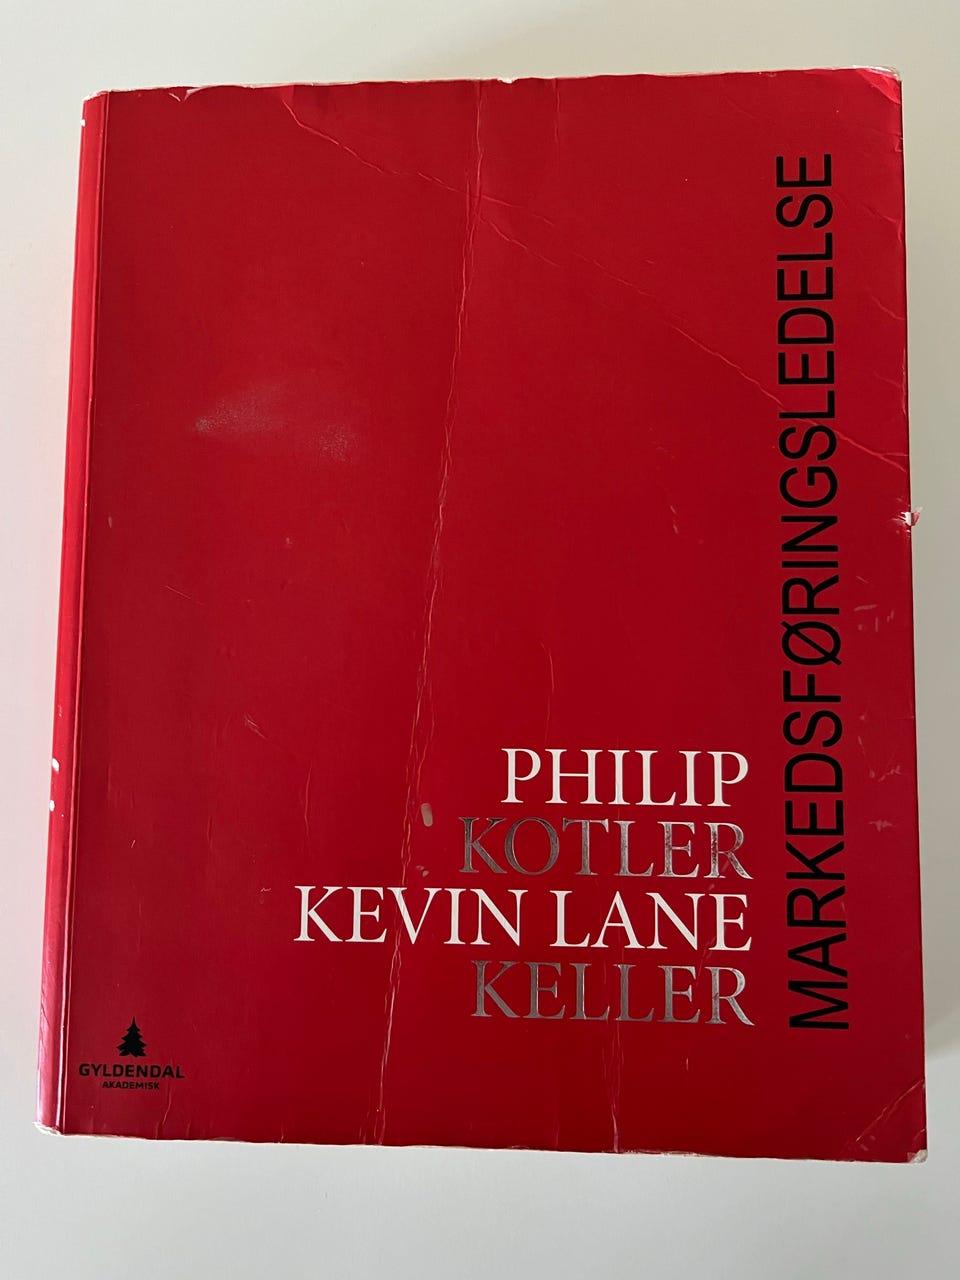 MARKEDSFØRINGSLEDELSE
PHILIP
KOTLER
KEVIN LANE
KELLER
GYLDENDAL
AKADEMISK